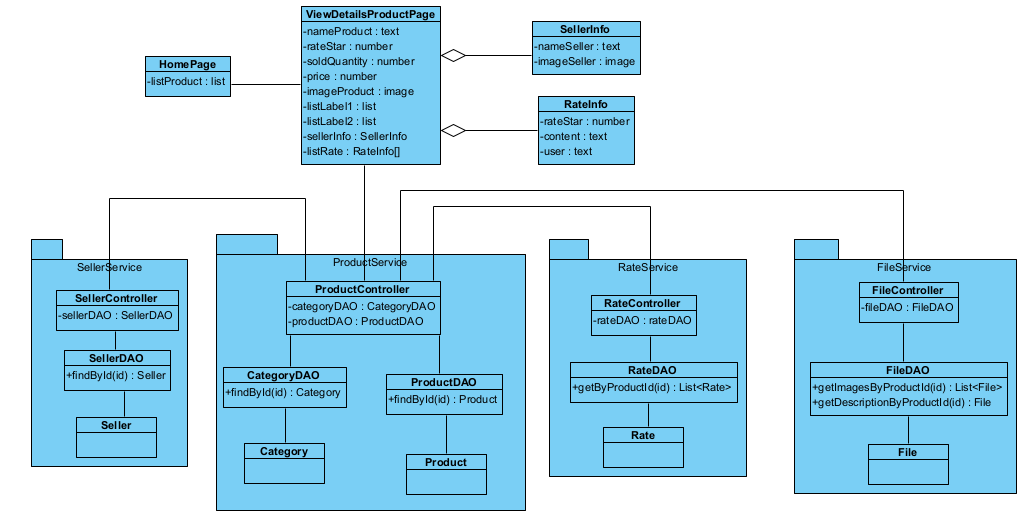 ViewDetailsProductPage
-nameProduct : text
-rateStar : number
-soldQuantity : number
-price : number
-imageProduct : image
-listLabel1 : list
-listLabel2 : list
-sellerInfo : SellerInfo
-listRate : RateInfo[]
HomePage
-listProduct : list
SellerInfo
-nameSeller : text
-imageSeller : image
RateInfo
-rateStar : number
-content : text
-user : text
SellerService
SellerController
-sellerDAO : SellerDAO
SellerDAO
+findById(id) : Seller
Seller
ProductService
ProductController
-categoryDAO : CategoryDAO
-productDAO : ProductDAO
CategoryDAO
+findById(id) : Category
Category
ProductDAO
+findById(id) : Product
Product
RateService
RateController
-rateDAO : rateDAO
RateDAO
+getByProductId(id) : List<Rate>
Rate
FileService
FileController
-fileDAO : FileDAO
FileDAO
+getImagesByProductId(id) : List<File>
+getDescriptionByProductId(id) : File
File